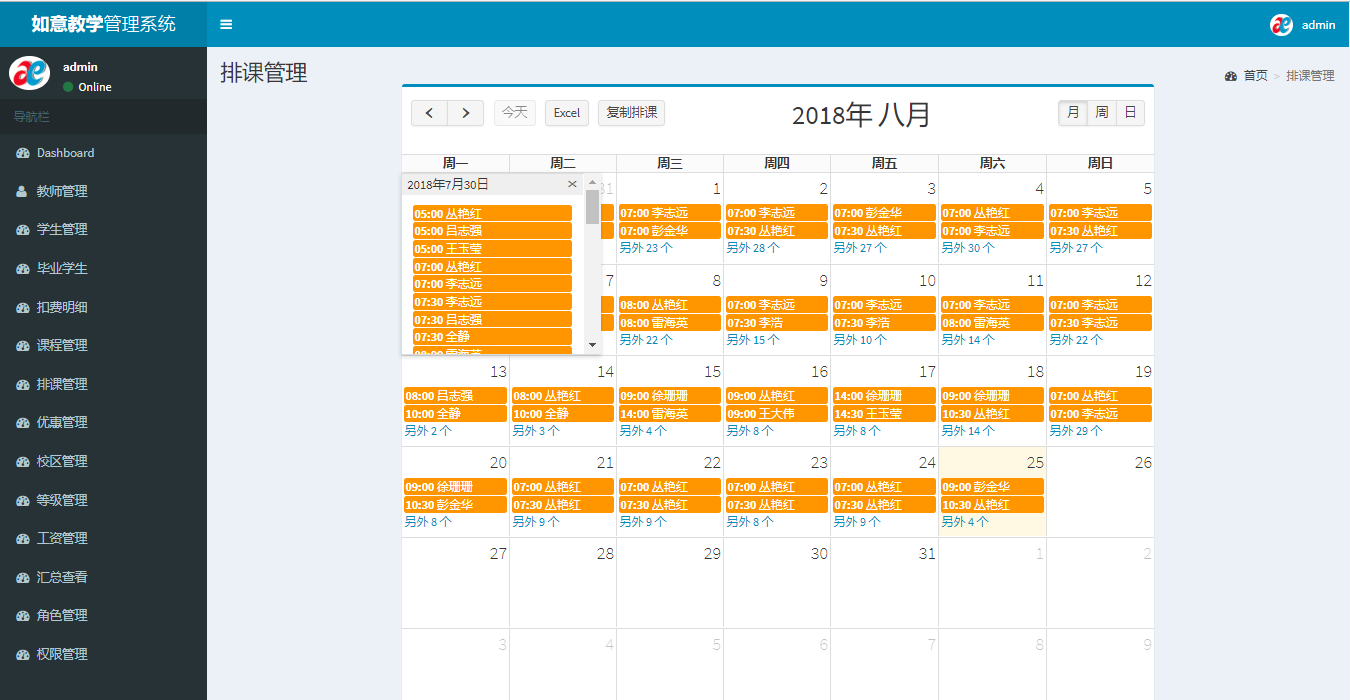 如意教学管理系统
admin
admin
Online
导航栏
Dashboard
教师管理
学生管理
毕业学生
扣费明细
课程管理
排课管理
优惠管理
校区管理
等级管理
工资管理
汇总查看
角色管理
权限管理
排课管理
首页 > 排课管理
今天 Excel 复制排课
2018年 八月
月 周 日
周一 周二 周三 周四 周五 周六 周日
2018年7月30日 ×
05:00 丛艳红
05:00 吕志强
05:00 王玉莹
07:00 丛艳红
07:00 李志远
07:30 李志远
07:30 吕志强
07:30 全静
08:00 雷海英
31 1 2 3 4 5
07:00 李志远 07:00 李志远 07:00 彭金华 07:00 丛艳红 07:00 李志远
07:00 彭金华 07:30 丛艳红 07:30 丛艳红 07:00 李志远 07:30 丛艳红
另外 23 个 另外 28 个 另外 27 个 另外 30 个 另外 27 个
7 8 9 10 11 12
08:00 丛艳红 07:00 李志远 07:00 李志远 07:00 李志远 07:00 李志远
08:00 雷海英 07:30 李浩 07:30 李浩 08:00 雷海英 07:30 李志远
另外 22 个 另外 15 个 另外 10 个 另外 14 个 另外 22 个
13 14 15 16 17 18 19
08:00 吕志强 08:00 丛艳红 09:00 徐珊珊 09:00 丛艳红 14:00 徐珊珊 09:00 徐珊珊 07:00 丛艳红
10:00 全静 10:00 全静 14:00 雷海英 09:00 王大伟 14:30 王玉莹 10:30 丛艳红 07:00 李志远
另外 2 个 另外 3 个 另外 4 个 另外 8 个 另外 8 个 另外 14 个 另外 29 个
20 21 22 23 24 25 26
09:00 徐珊珊 07:00 丛艳红 07:00 丛艳红 07:00 丛艳红 07:00 丛艳红 09:00 彭金华
10:30 彭金华 07:30 丛艳红 07:30 丛艳红 07:30 丛艳红 07:30 丛艳红 10:30 丛艳红
另外 8 个 另外 9 个 另外 9 个 另外 8 个 另外 9 个 另外 4 个
27 28 29 30 31 1 2
3 4 5 6 7 8 9